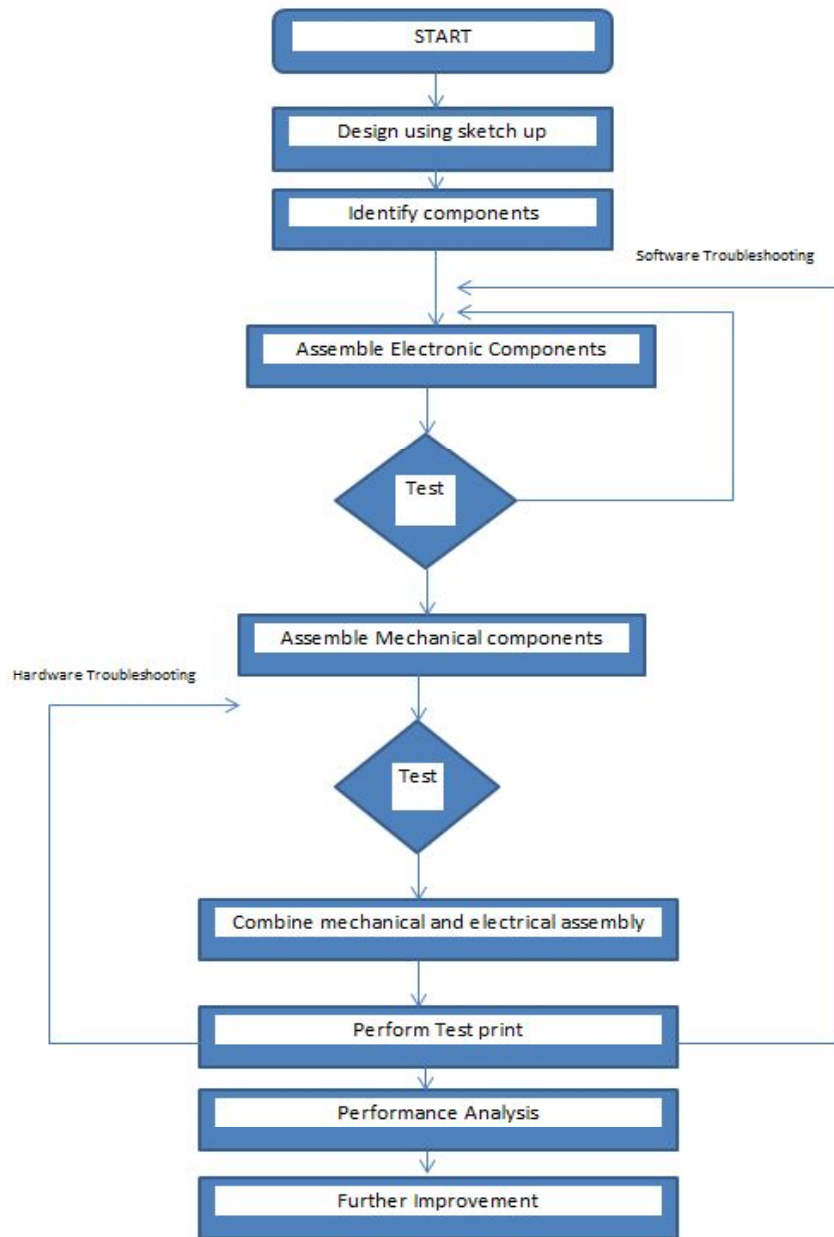 START
Design using sketch up
Identify components
Software Troubleshooting
Assemble Electronic Components
Test
Assemble Mechanical components
Hardware Troubleshooting
Test
Combine mechanical and electrical assembly
Perform Test print
Performance Analysis
Further Improvement